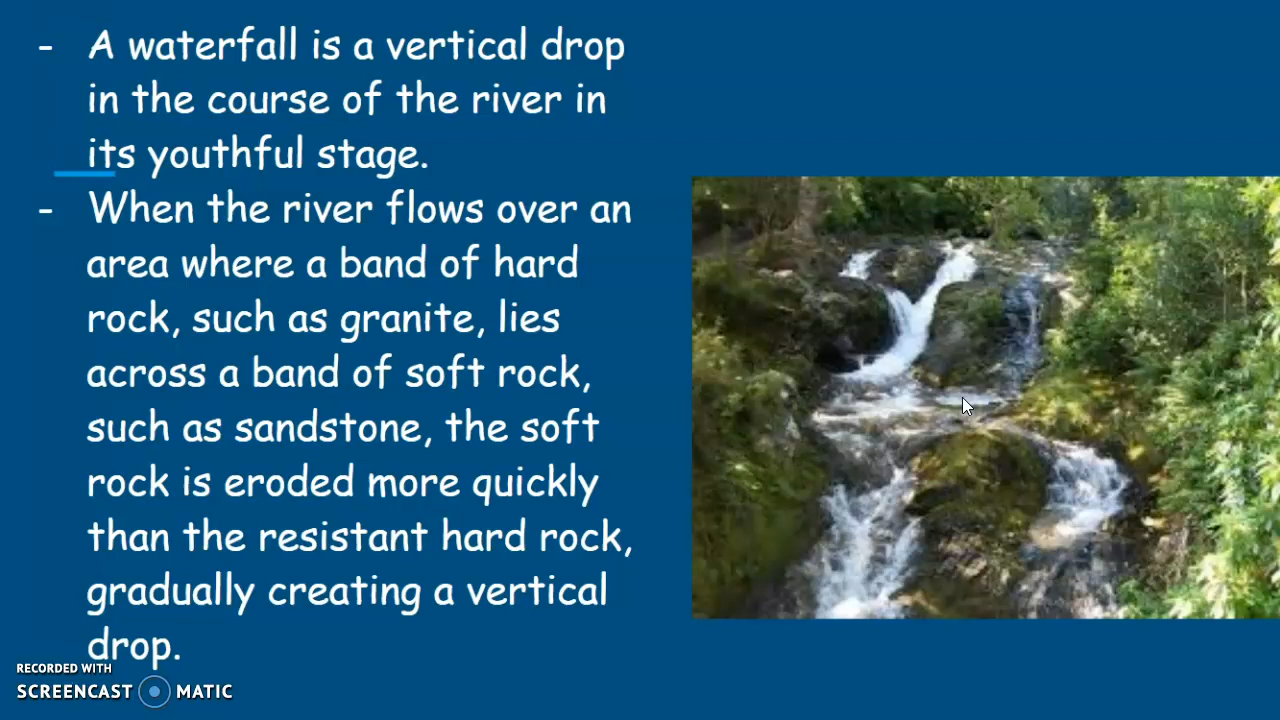 - A waterfall is a vertical drop
in the course of the river in
its youthful stage.
- When the river flows over an
area where a band of hard
rock, such as granite, lies
across a band of soft rock,
such as sandstone, the soft
rock is eroded more quickly
than the resistant hard rock,
gradually creating a vertical
drop.
RECORDED WITH
SCREENCAST MATIC